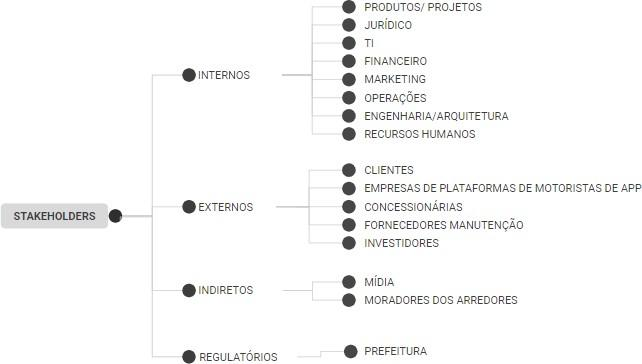 STAKEHOLDERS
INTERNOS
PRODUTOS/ PROJETOS
JURÍDICO
TI
FINANCEIRO
MARKETING
OPERAÇÕES
ENGENHARIA/ARQUITETURA
RECURSOS HUMANOS
EXTERNOS
CLIENTES
EMPRESAS DE PLATAFORMAS DE MOTORISTAS DE APP
CONCESSIONÁRIAS
FORNECEDORES MANUTENÇÃO
INVESTIDORES
INDIRETOS
MÍDIA
MORADORES DOS ARREDORES
REGULATÓRIOS
PREFEITURA